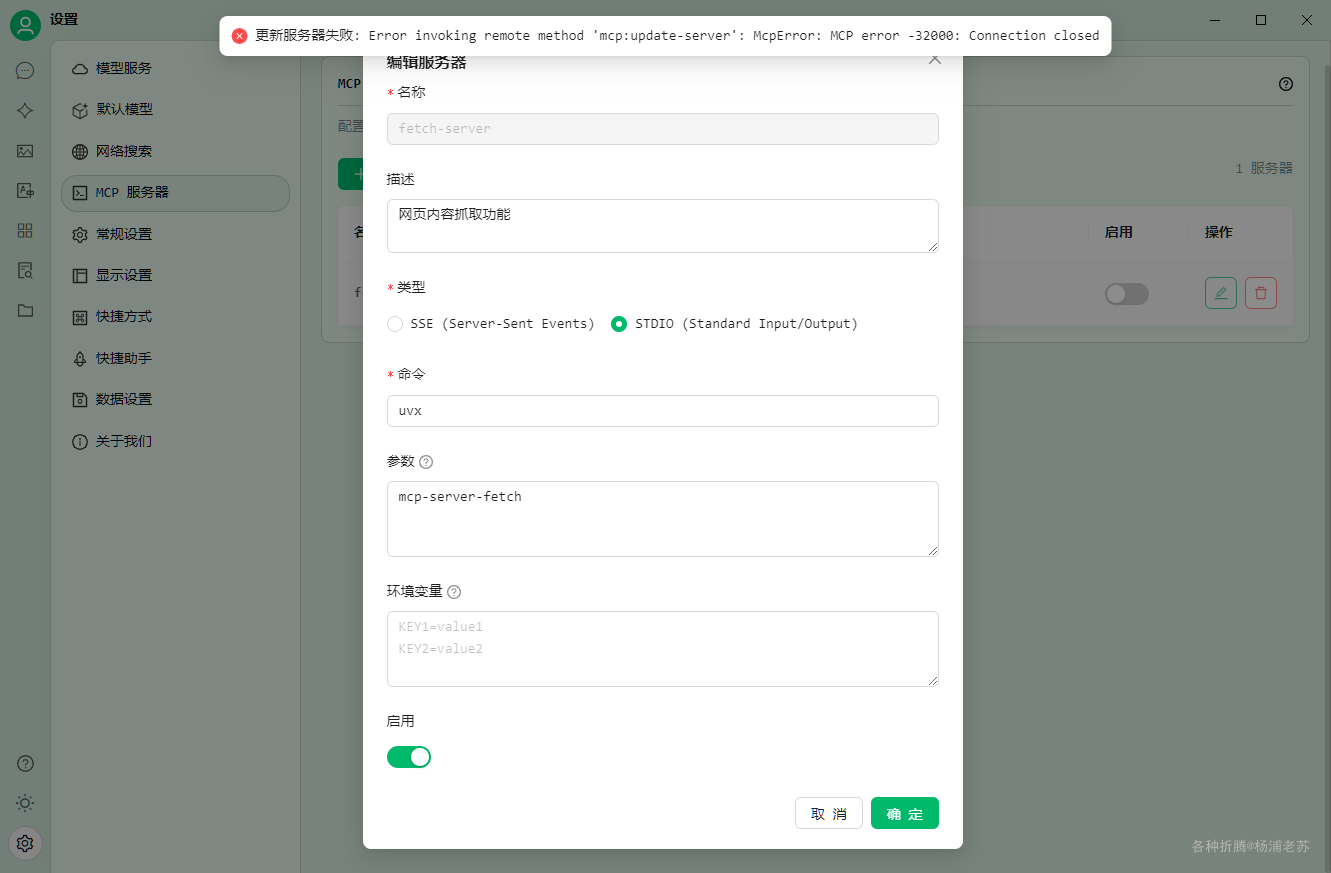 设置
更新服务器失败: Error invoking remote method 'mcp:update-server': McpError: MCP error -32000: Connection closed
模型服务
默认模型
网络搜索
MCP 服务器
常规设置
显示设置
快捷方式
快捷助手
数据设置
关于我们
MCP
配置
1 服务器
启用
操作
编辑服务器
* 名称
fetch-server
描述
网页内容抓取功能
* 类型
SSE (Server-Sent Events)
STDIO (Standard Input/Output)
* 命令
uvx
参数
mcp-server-fetch
环境变量
KEY1=value1
KEY2=value2
启用
取 消
确 定
各种折腾@杨浦老苏